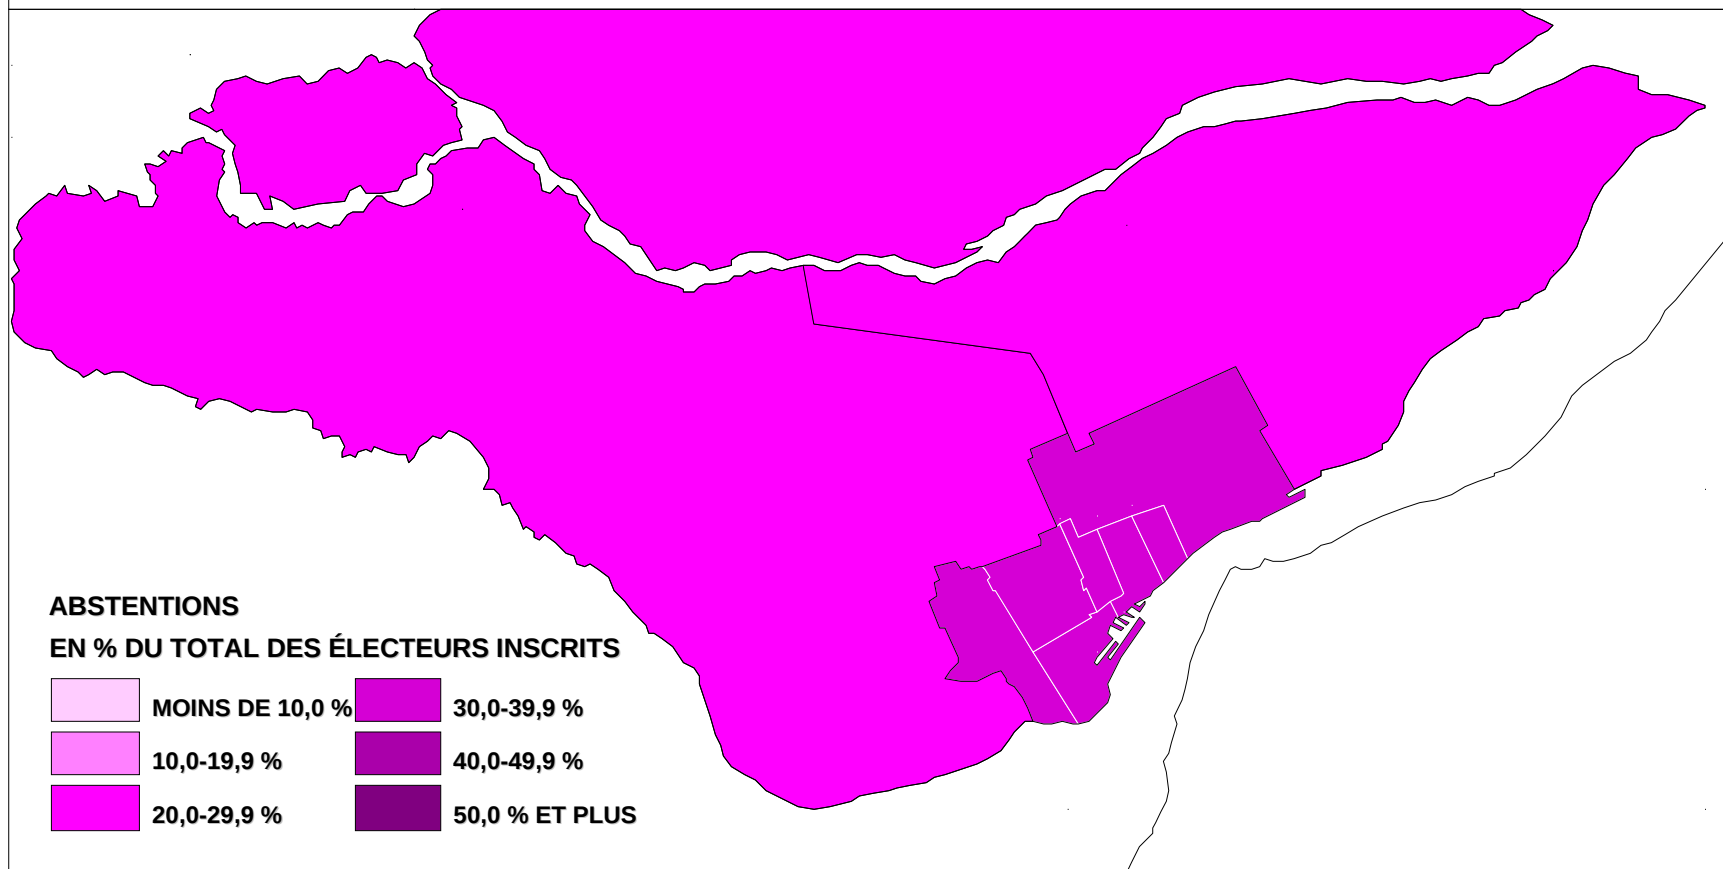 ABSTENTIONS
EN % DU TOTAL DES ÉLECTEURS INSCRITS
MOINS DE 10,0 %
10,0-19,9 %
20,0-29,9 %
30,0-39,9 %
40,0-49,9 %
50,0 % ET PLUS